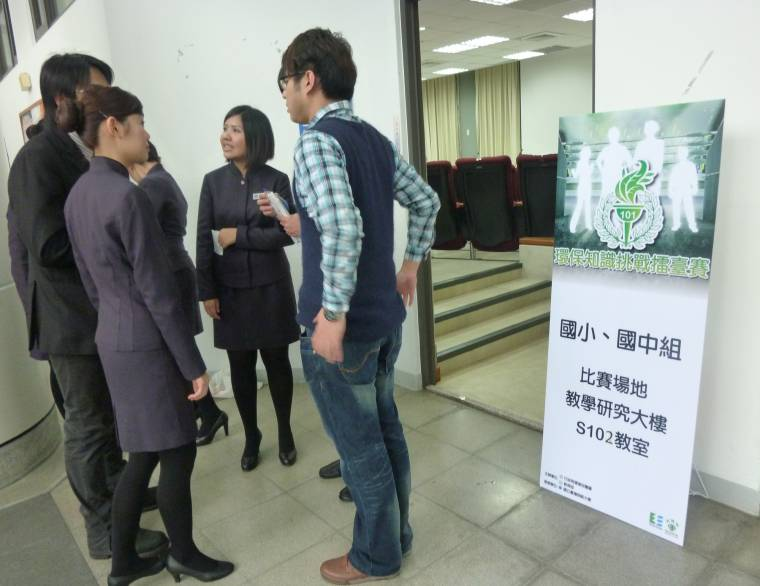 101
環保知識挑戰擂臺賽
國小、國中組
比賽場地
教學研究大樓
S102教室